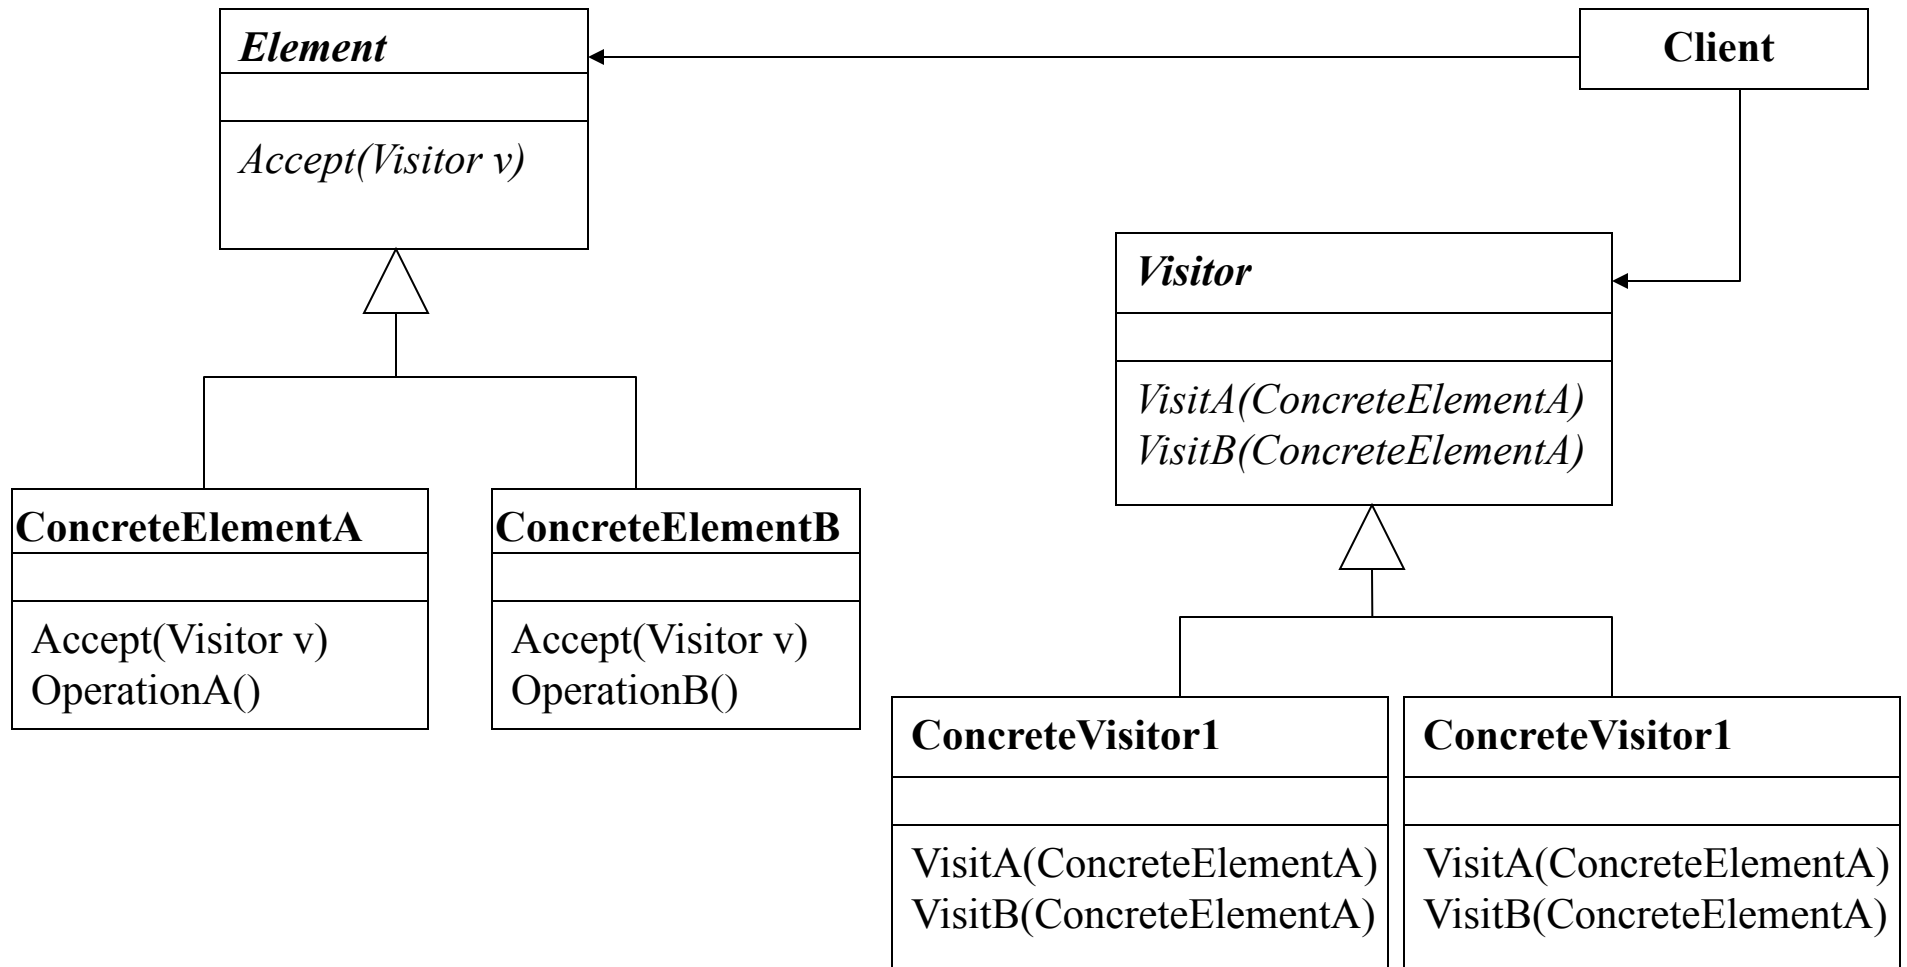 Element
Client
Accept(Visitor v)
Visitor
VisitA(ConcreteElementA)
VisitB(ConcreteElementA)
ConcreteElementA
Accept(Visitor v)
OperationA()
ConcreteElementB
Accept(Visitor v)
OperationB()
ConcreteVisitor1
VisitA(ConcreteElementA)
VisitB(ConcreteElementA)
ConcreteVisitor1
VisitA(ConcreteElementA)
VisitB(ConcreteElementA)